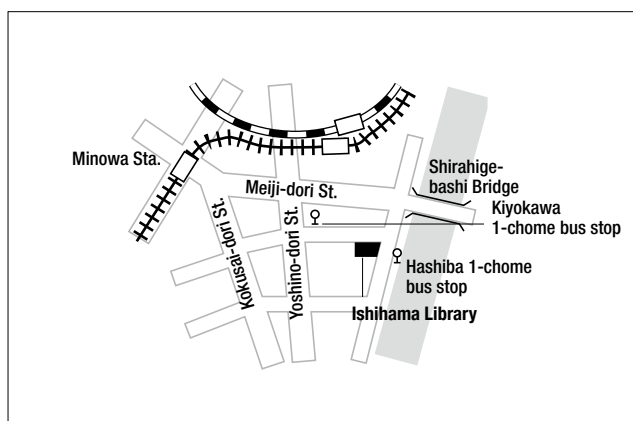 Minowa Sta.
Meiji-dori St.
Shirahige-
bashi Bridge
Kiyokawa
1-chome bus stop
Kokusai-dori St.
Yoshino-dori St.
Hashiba 1-chome
bus stop
Ishihama Library